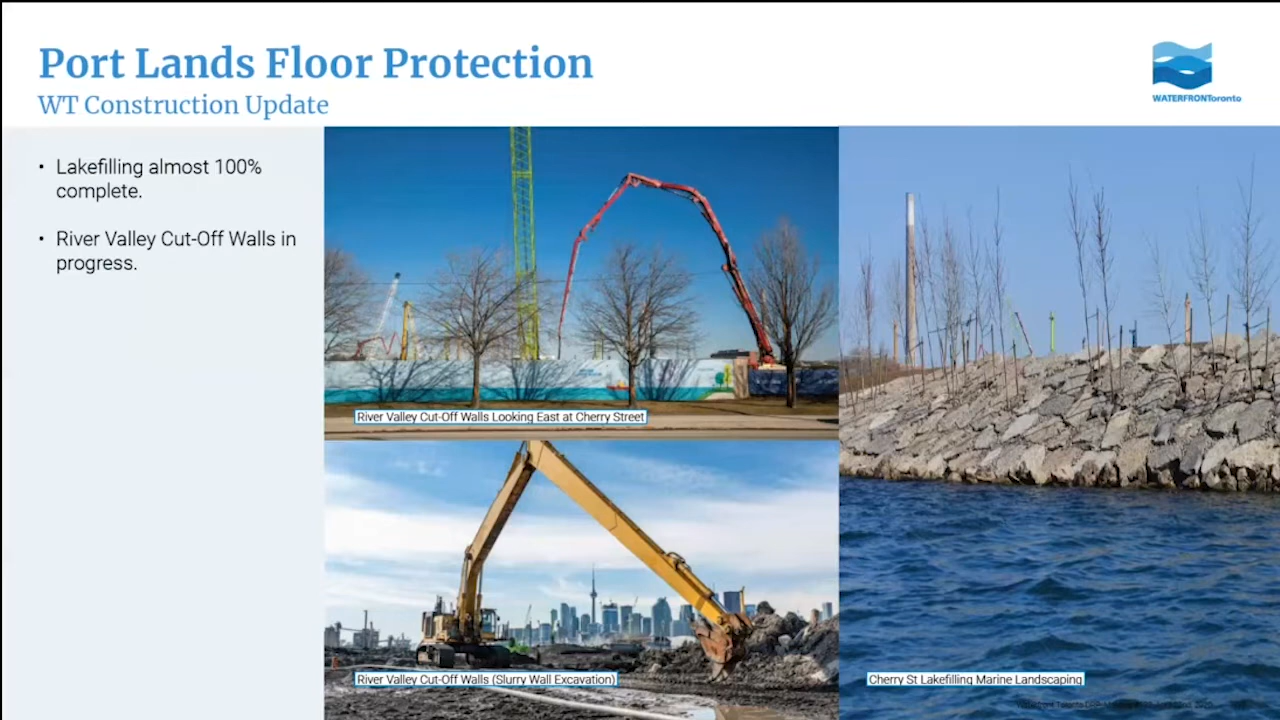 Port Lands Floor Protection
WT Construction Update
WATERFRONToronto
• Lakefilling almost 100%
complete.
• River Valley Cut-Off Walls in
progress.
River Valley Cut-Off Walls Looking East at Cherry Street
River Valley Cut-Off Walls (Slurry Wall Excavation)
Cherry St Lakefilling Marine Landscaping